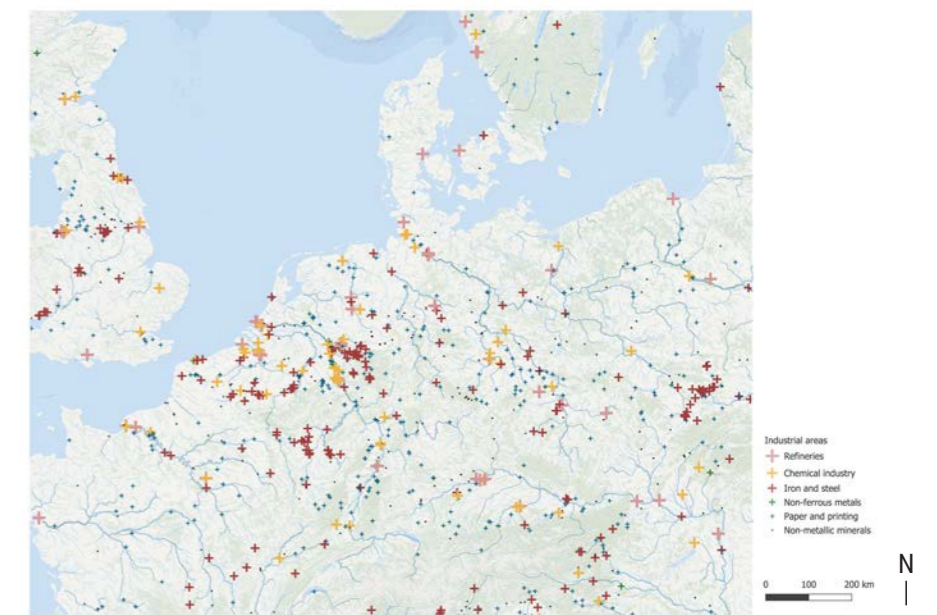 Industrial areas
Refineries
Chemical industry
Iron and steel
Non-ferrous metals
Paper and printing
Non-metallic minerals
0 100 200 km
N